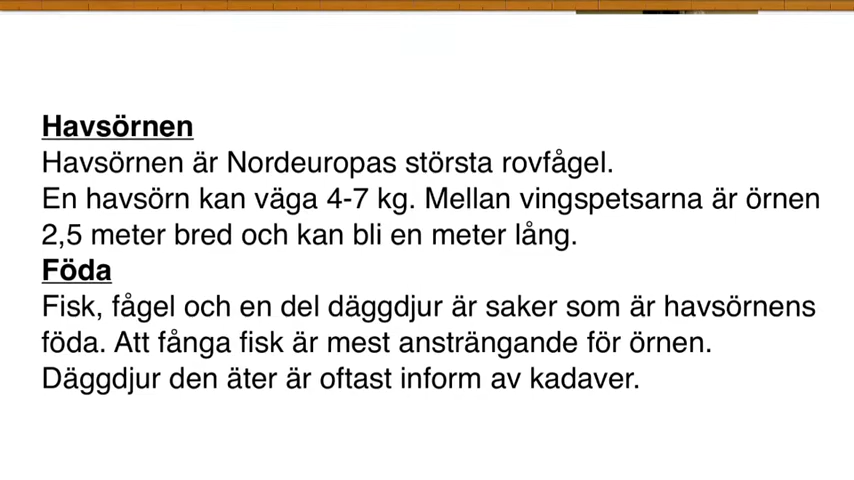 Havsörnen
Havsörnen är Nordeuropas största rovfågel.
En havsörn kan väga 4-7 kg. Mellan vingspetsarna är örnen
2,5 meter bred och kan bli en meter lång.
Föda
Fisk, fågel och en del däggdjur är saker som är havsörnens
föda. Att fånga fisk är mest ansträngande för örnen.
Däggdjur den äter är oftast inform av kadaver.